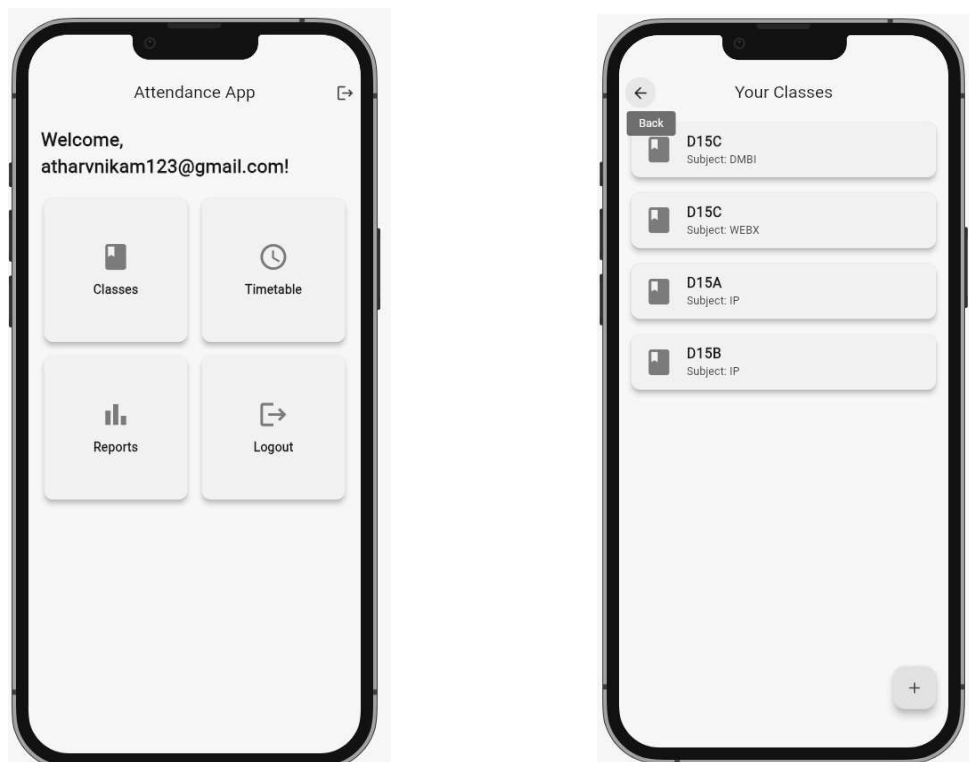 Attendance App
Welcome,
atharvnikam123@gmail.com!
Classes
Timetable
Reports
Logout
Your Classes
Back
D15C
Subject: DMBI
D15C
Subject: WEBX
D15A
Subject: IP
D15B
Subject: IP
+